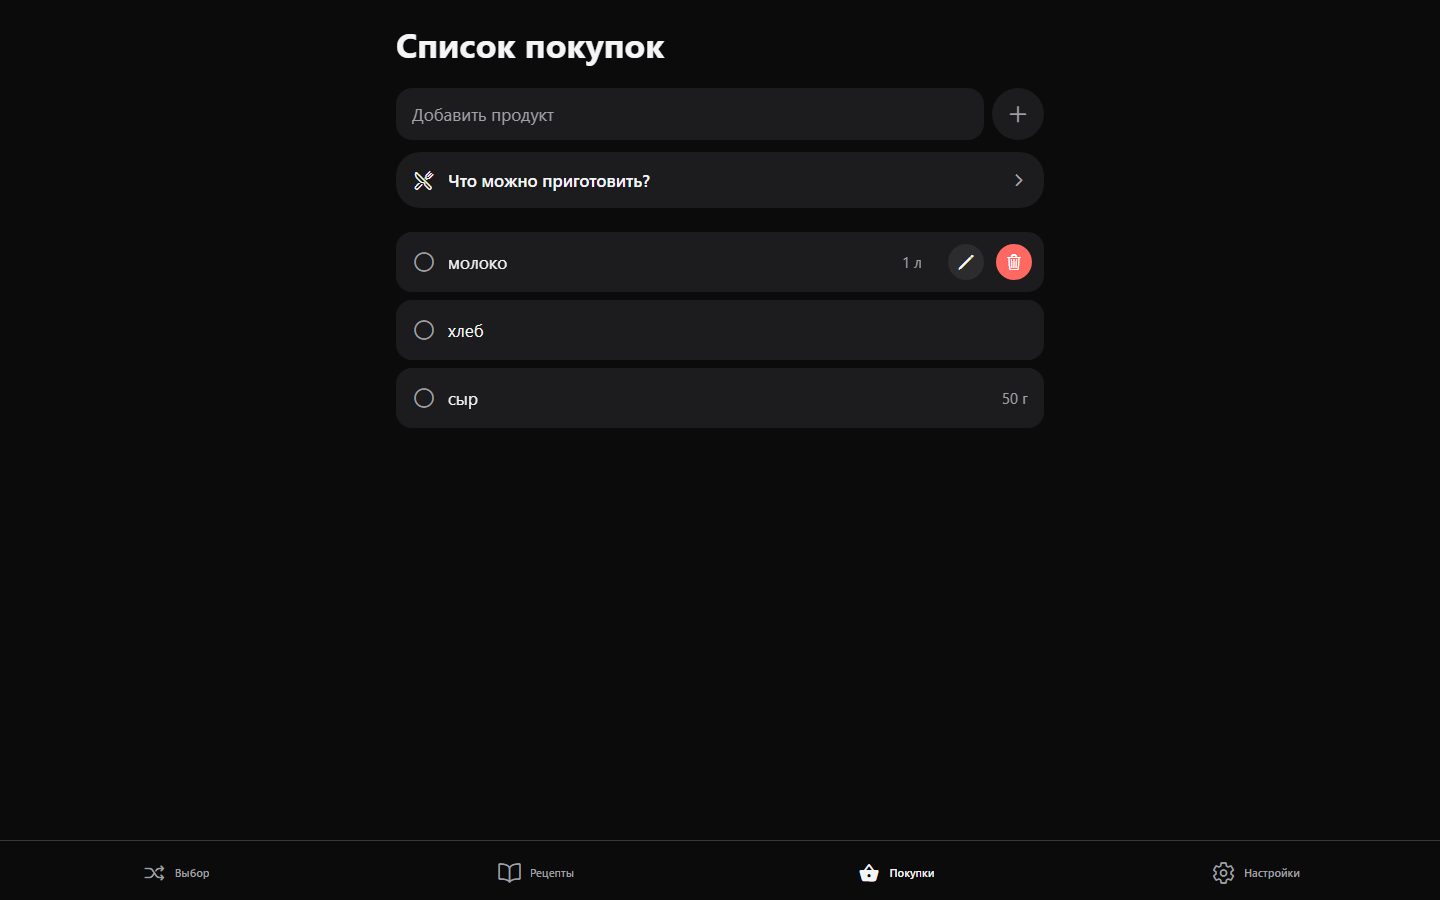 Список покупок
Добавить продукт
Что можно приготовить?
молоко 1 л
хлеб
сыр 50 г
Выбор Рецепты Покупки Настройки